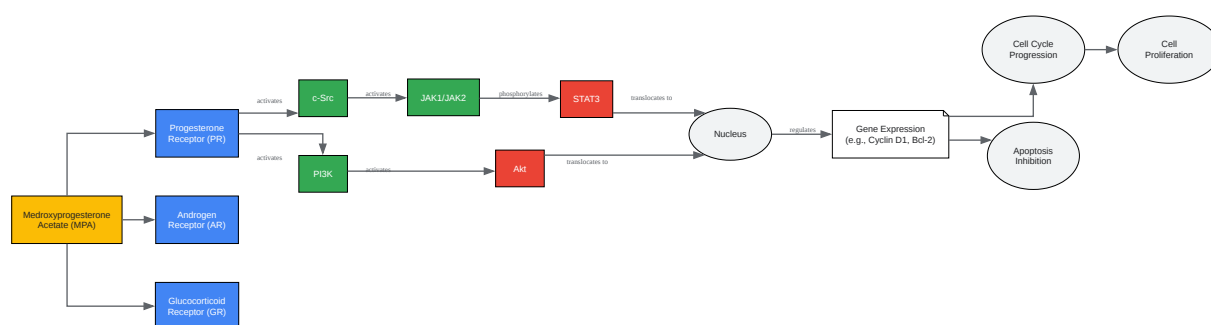 Medroxyprogesterone
Acetate (MPA)
Progesterone
Receptor (PR)
Androgen
Receptor (AR)
Glucocorticoid
Receptor (GR)
activates
activates
c-Src
PI3K
activates
activates
JAK1/JAK2
phosphorylates
STAT3
Akt
translocates to
translocates to
Nucleus
regulates
Gene Expression
(e.g., Cyclin D1, Bcl-2)
Cell Cycle
Progression
Cell
Proliferation
Apoptosis
Inhibition